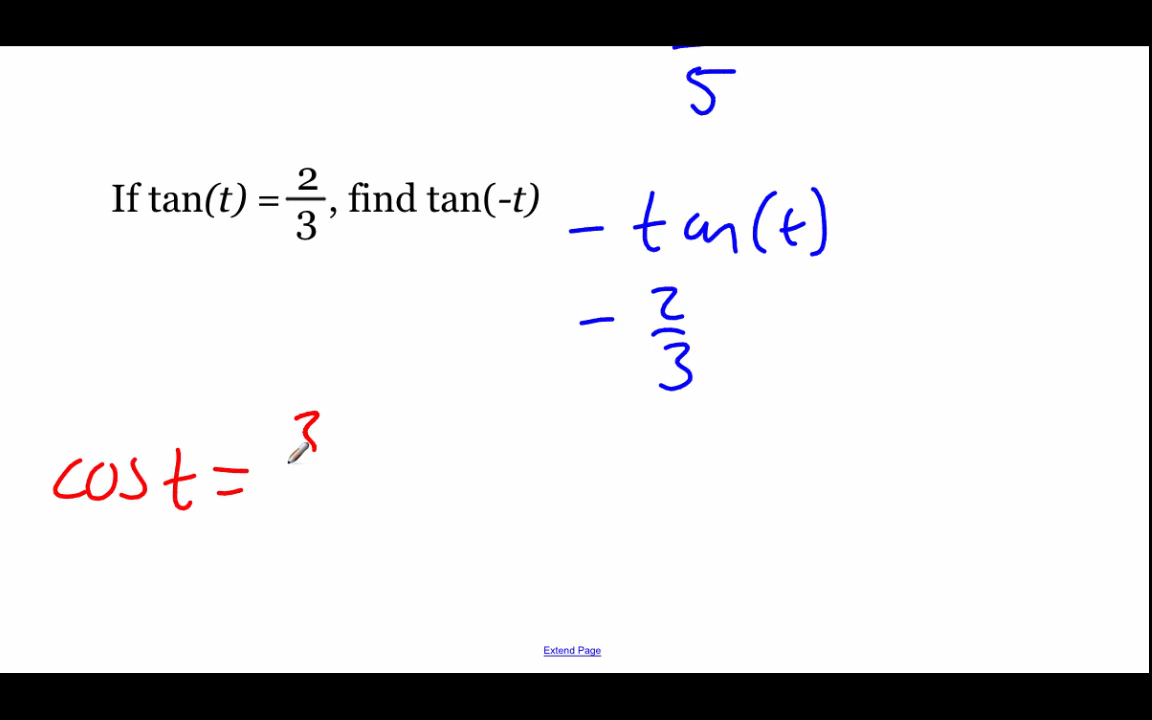 5
If tan(t) = 2/3, find tan(-t)
- tan(t)
- 2/3
cos t = 3
Extend Page